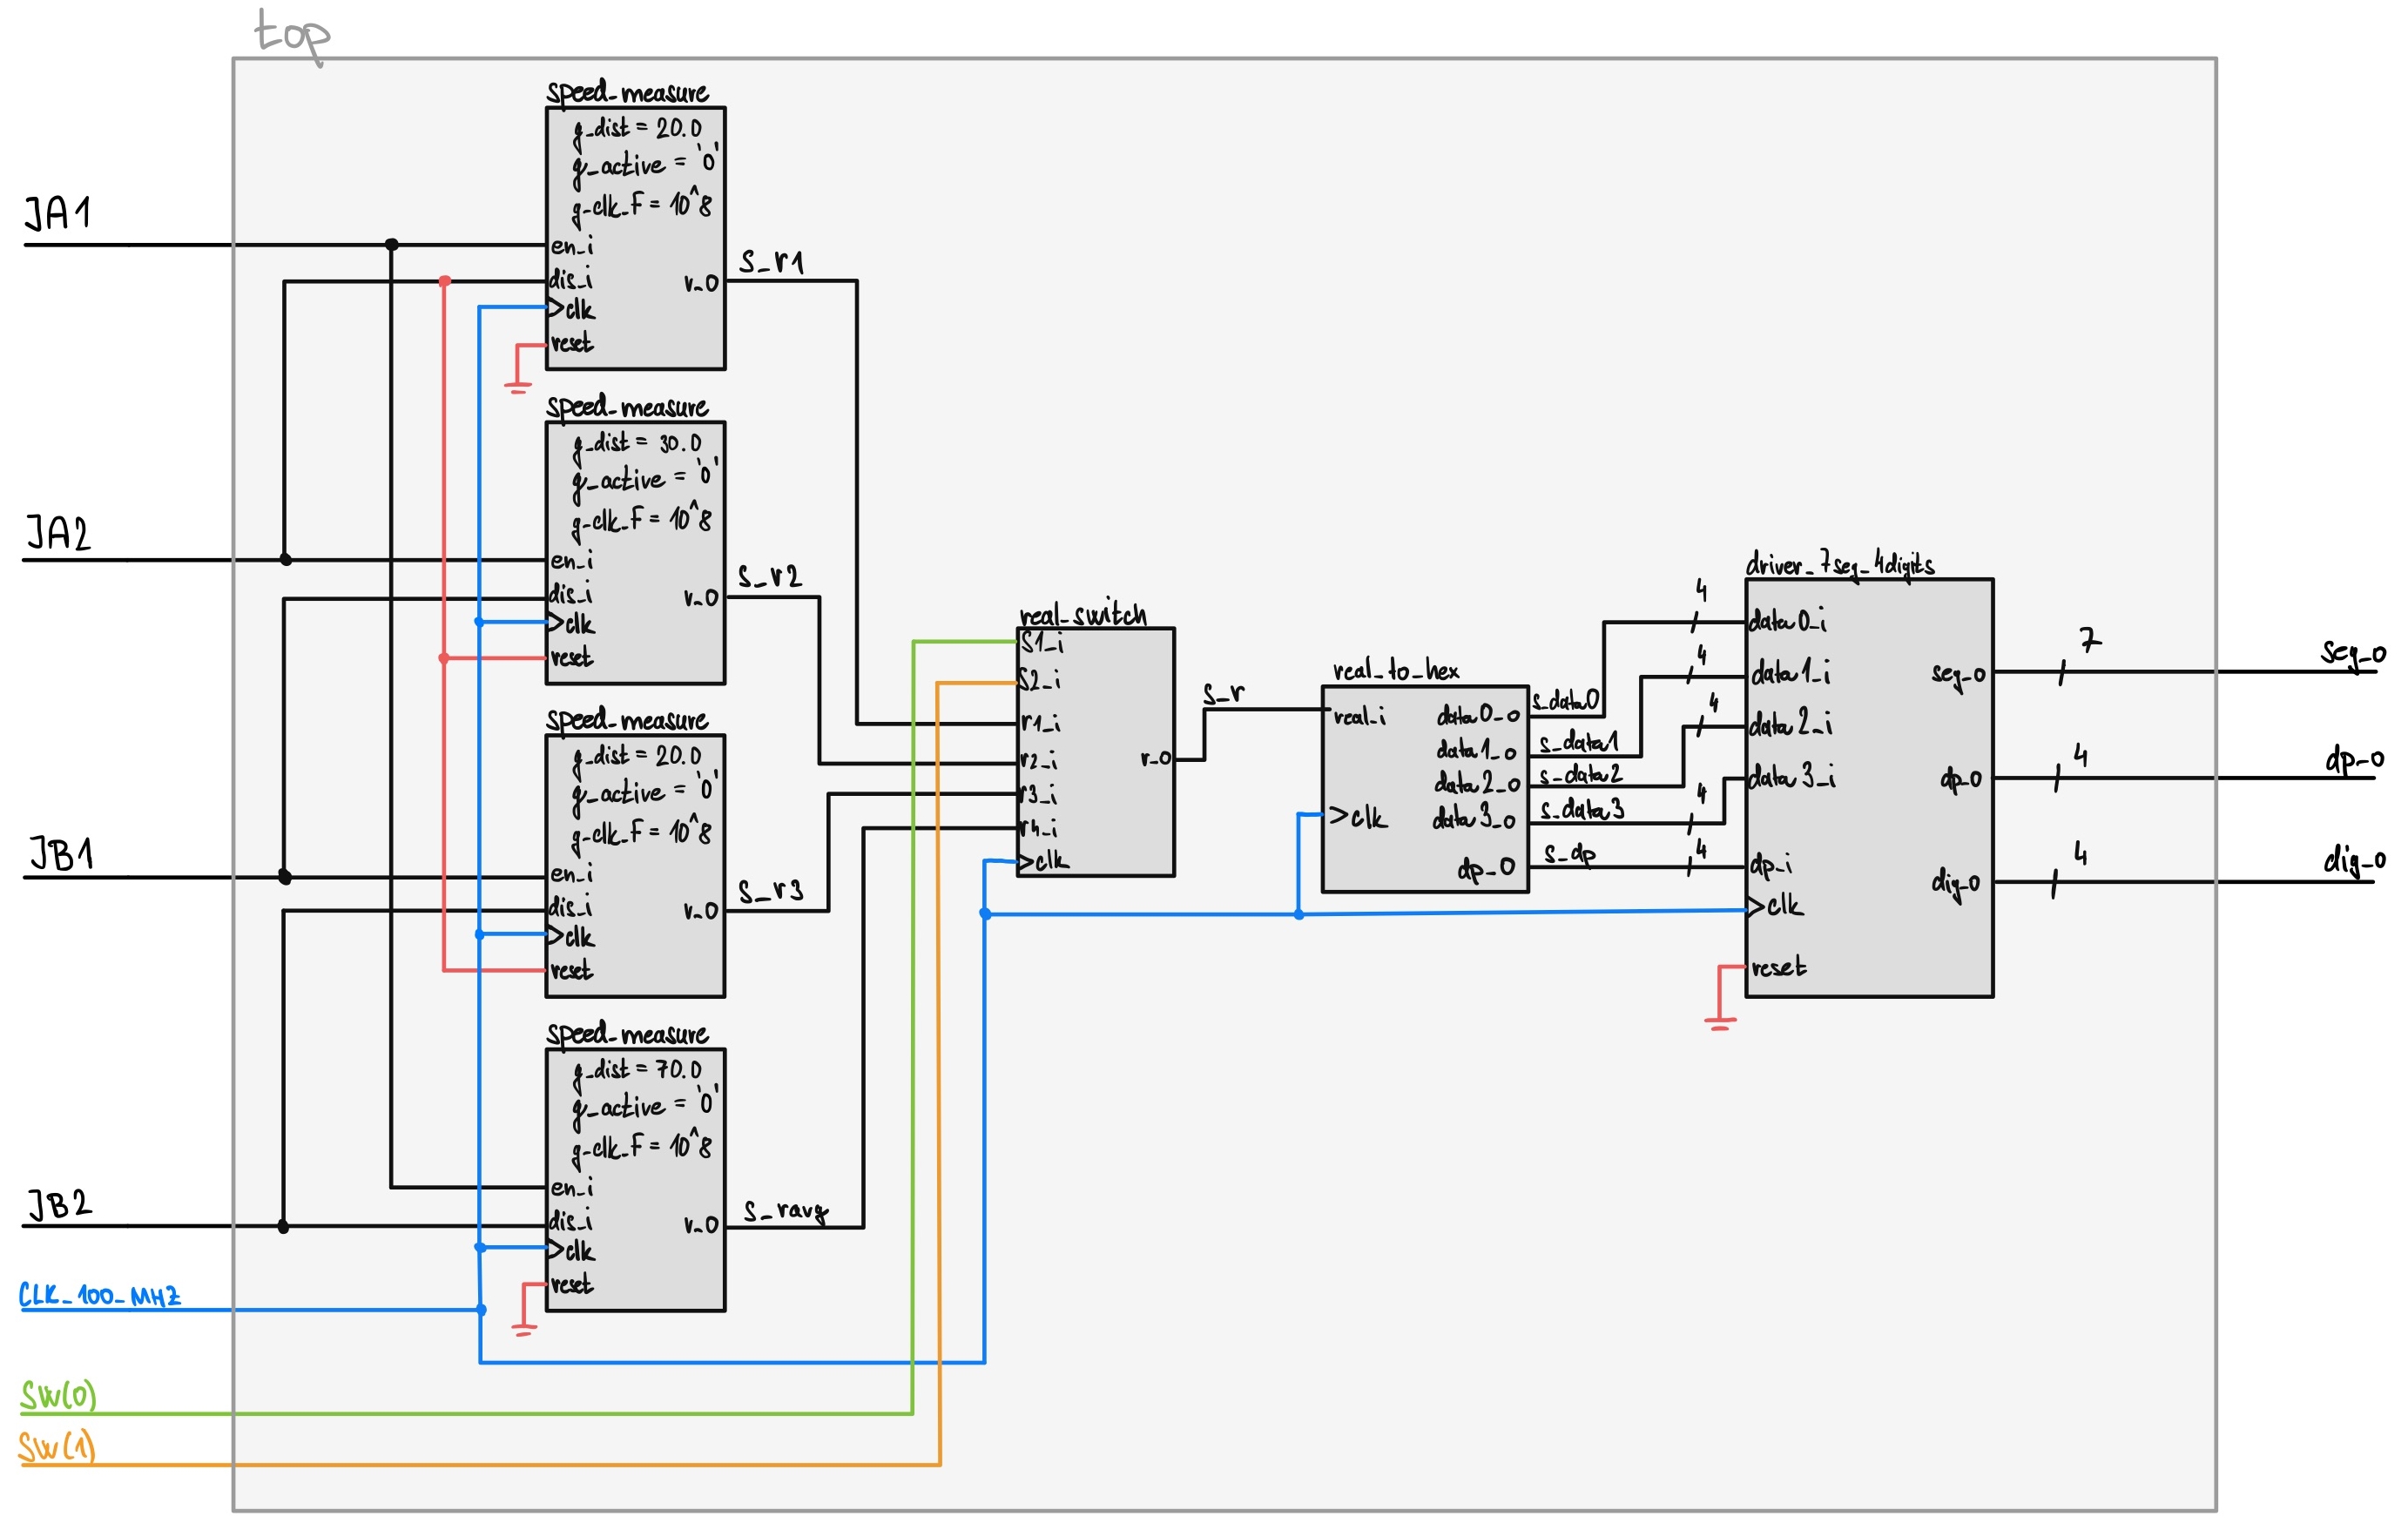 top
JA1
JA2
JB1
JB2
CLK_100_MHZ
SW(0)
SW(1)
speed_measure
g_dist = 20.0
g_active = '0'
g_clk_F = 10^8
en_i
dis_i
clk
reset
v_o
s_r1
speed_measure
g_dist = 30.0
g_active = '0'
g_clk_F = 10^8
en_i
dis_i
clk
reset
v_o
s_r2
speed_measure
g_dist = 20.0
g_active = '0'
g_clk_F = 10^8
en_i
dis_i
clk
reset
v_o
s_r3
speed_measure
g_dist = 70.0
g_active = '0'
g_clk_F = 10^8
en_i
dis_i
clk
reset
v_o
s_ravg
real_switch
S1_i
S2_i
r1_i
r2_i
r3_i
r4_i
clk
r_o
s_r
real_to_hex
real_i
clk
data0_o
data1_o
data2_o
data3_o
dp_o
s_data0
s_data1
s_data2
s_data3
s_dp
4
4
4
4
4
driver_7seg_4digits
data0_i
data1_i
data2_i
data3_i
dp_i
clk
reset
seg_o
dp_o
dig_o
7
4
4
seg_o
dp_o
dig_o